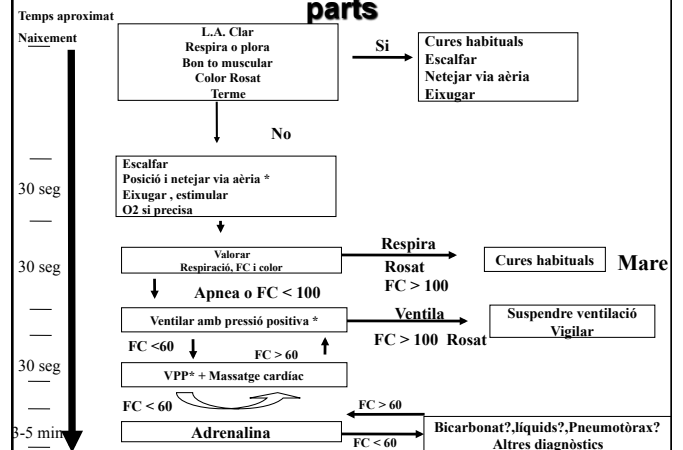 parts
Temps aproximat
Naixement
L.A. Clar
Respira o plora
Bon to muscular
Color Rosat
Terme
Si
Cures habituals
Escalfar
Netejar via aèria
Eixugar
No
Escalfar
Posició i netejar via aèria *
Eixugar , estimular
O2 si precisa
30 seg
Valorar
Respiració, FC i color
Respira
Rosat
FC > 100
Cures habituals
Mare
30 seg
Apnea o FC < 100
Ventilar amb pressió positiva *
Ventila
FC > 100 Rosat
Suspendre ventilació
Vigilar
FC <60
FC > 60
30 seg
VPP* + Massatge cardíac
FC < 60
FC > 60
3-5 min
Adrenalina
FC < 60
Bicarbonat?,líquids?,Pneumotòrax?
Altres diagnòstics